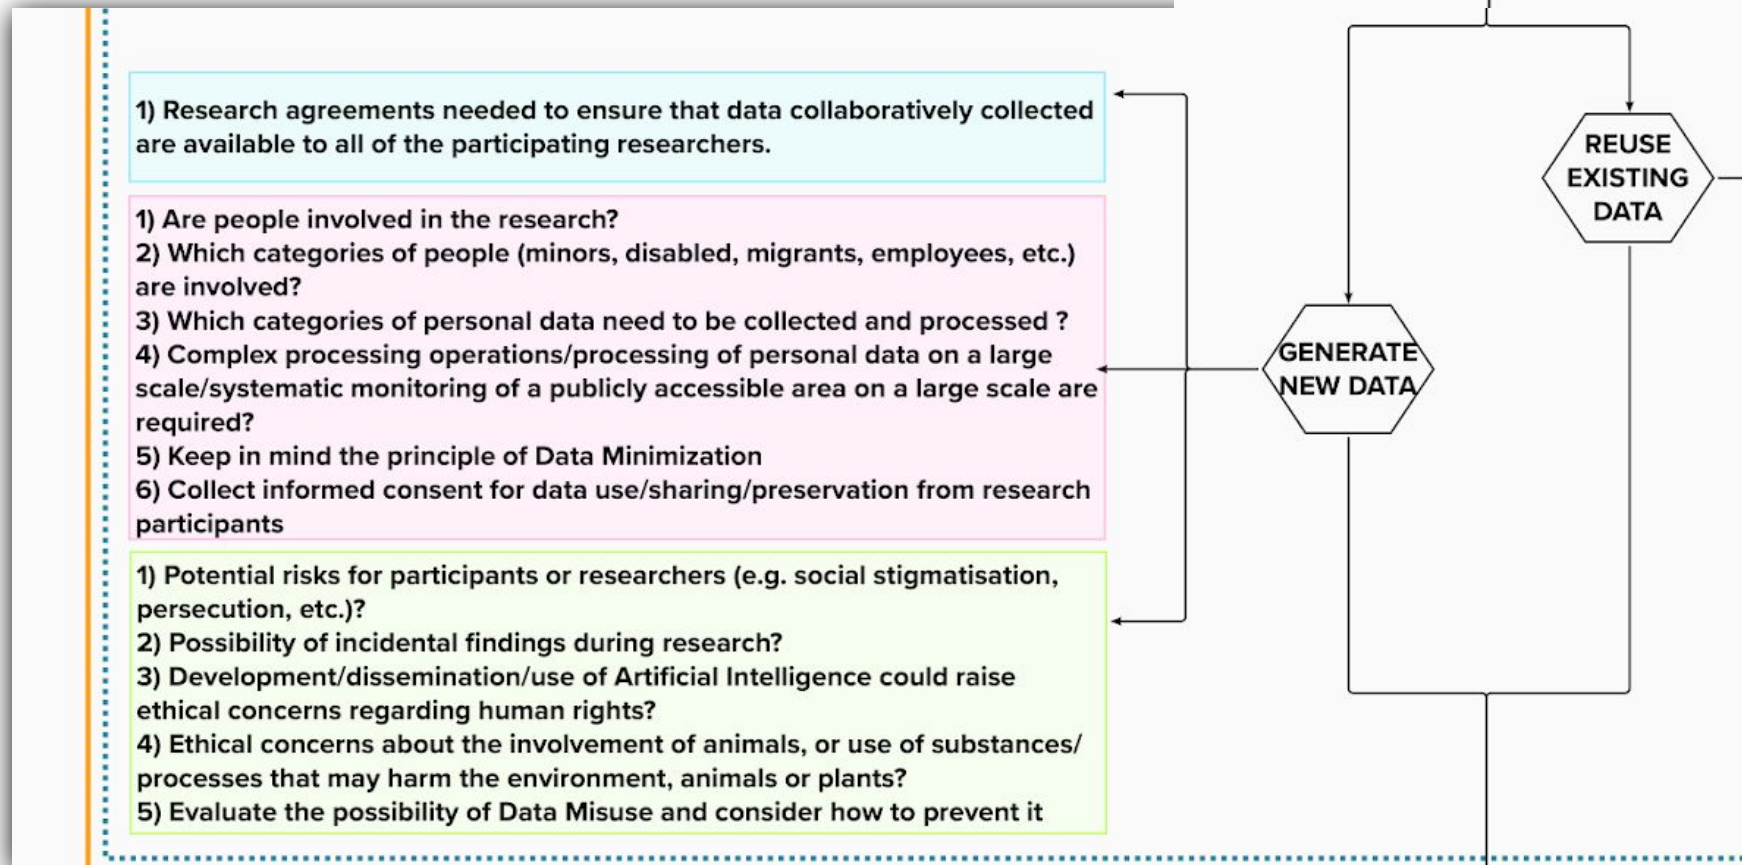 1) Research agreements needed to ensure that data collaboratively collected
are available to all of the participating researchers.
1) Are people involved in the research?
2) Which categories of people (minors, disabled, migrants, employees, etc.)
are involved?
3) Which categories of personal data need to be collected and processed ?
4) Complex processing operations/processing of personal data on a large
scale/systematic monitoring of a publicly accessible area on a large scale are
required?
5) Keep in mind the principle of Data Minimization
6) Collect informed consent for data use/sharing/preservation from research
participants
1) Potential risks for participants or researchers (e.g. social stigmatisation,
persecution, etc.)?
2) Possibility of incidental findings during research?
3) Development/dissemination/use of Artificial Intelligence could raise
ethical concerns regarding human rights?
4) Ethical concerns about the involvement of animals, or use of substances/
processes that may harm the environment, animals or plants?
5) Evaluate the possibility of Data Misuse and consider how to prevent it
GENERATE
NEW DATA
REUSE
EXISTING
DATA